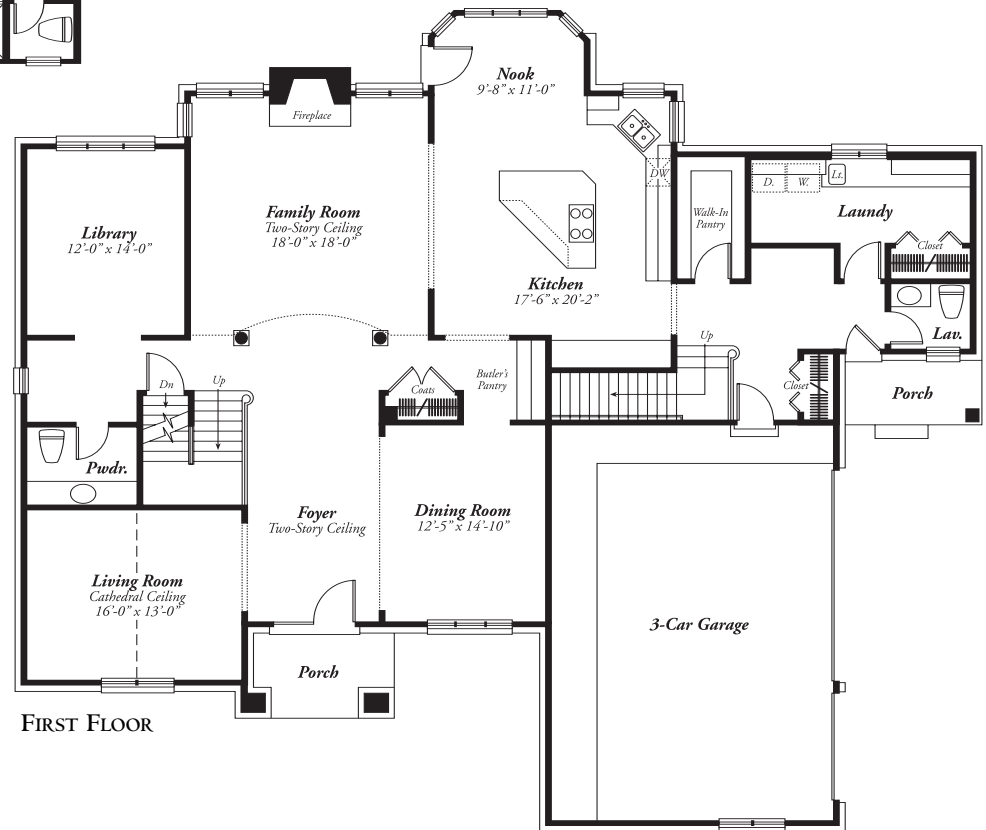 Nook
9'-8" x 11'-0"
Fireplace
DW
D.
W.
Lt.
Laundy
Walk-In
Pantry
Family Room
Two-Story Ceiling
18'-0" x 18'-0"
Library
12'-0" x 14'-0"
Closet
Kitchen
17'-6" x 20'-2"
Lav.
Up
Dn
Up
Coats
Butler's
Pantry
Closet
Porch
Pwdr.
Foyer
Two-Story Ceiling
Dining Room
12'-5" x 14'-10"
Living Room
Cathedral Ceiling
16'-0" x 13'-0"
3-Car Garage
Porch
First Floor